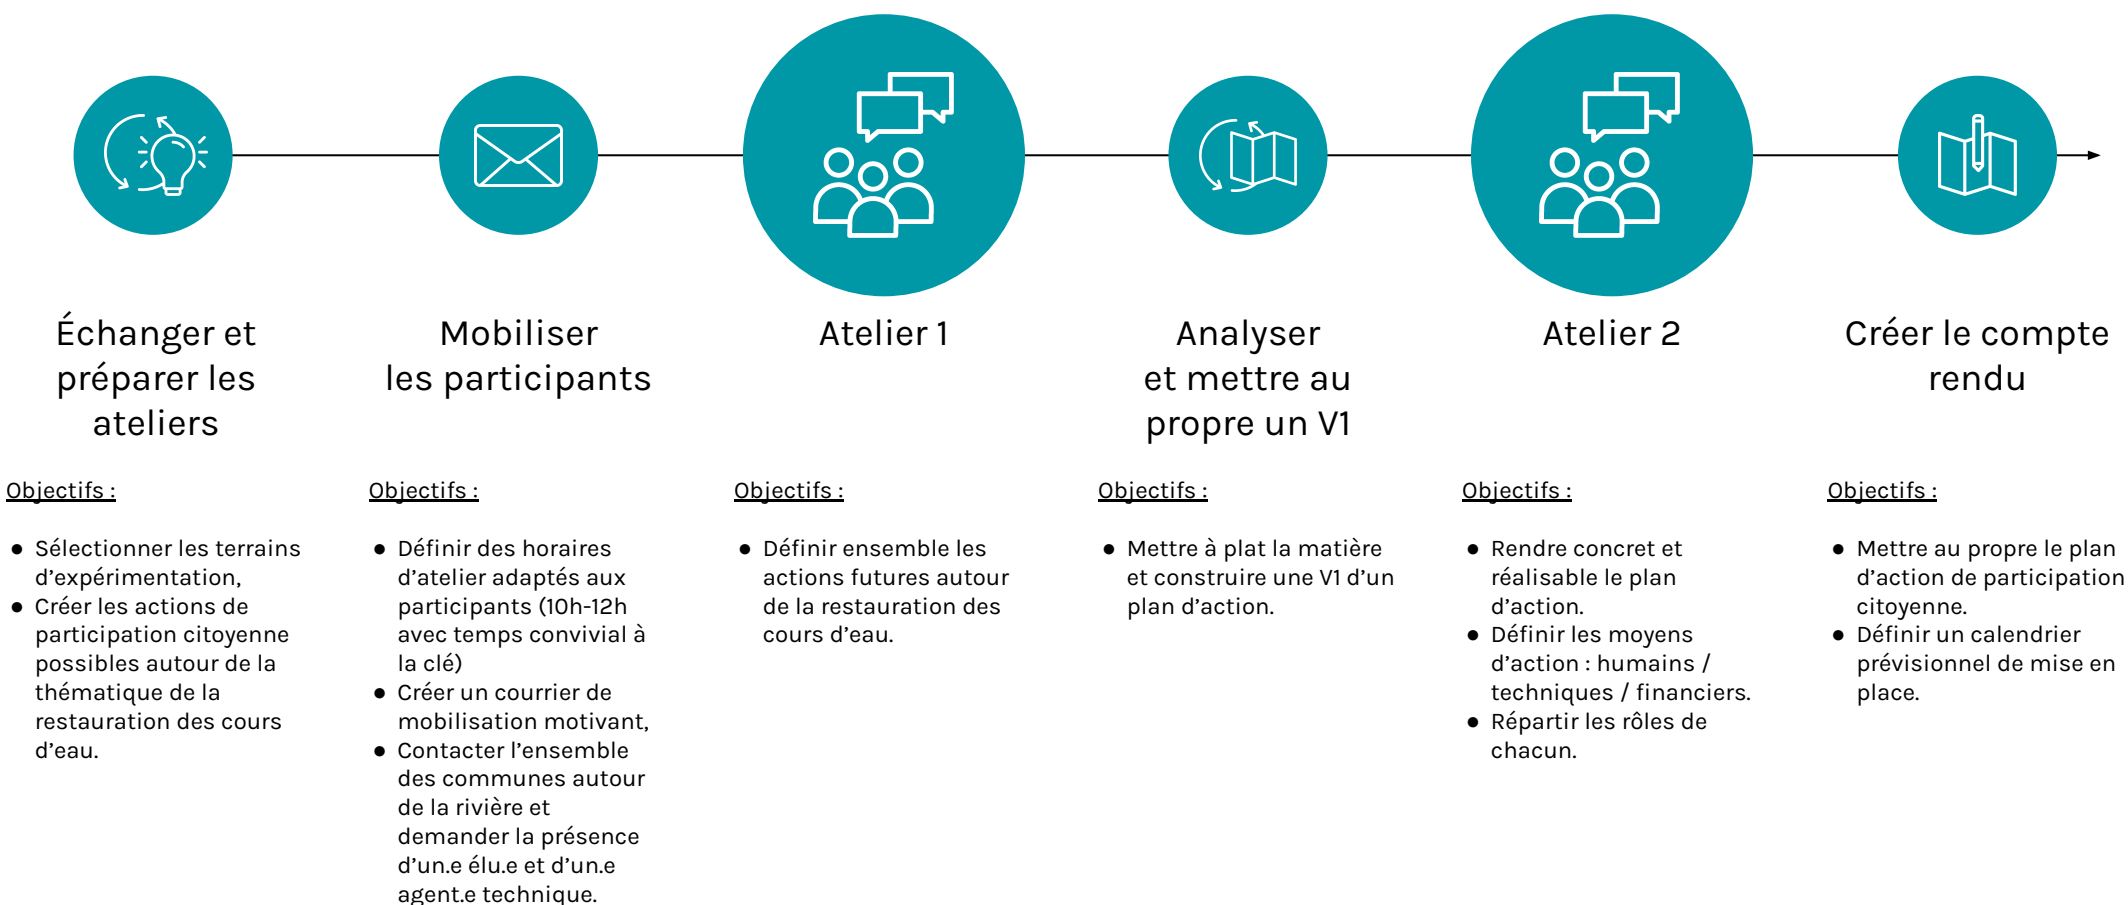 Échanger et
préparer les
ateliers
Objectifs :
● Sélectionner les terrains
d’expérimentation,
● Créer les actions de
participation citoyenne
possibles autour de la
thématique de la
restauration des cours
d’eau.
Mobiliser
les participants
Objectifs :
● Définir des horaires
d’atelier adaptés aux
participants (10h-12h
avec temps convivial à
la clé)
● Créer un courrier de
mobilisation motivant,
● Contacter l’ensemble
des communes autour
de la rivière et
demander la présence
d’un.e élu.e et d’un.e
agent.e technique.
Atelier 1
Objectifs :
● Définir ensemble les
actions futures autour
de la restauration des
cours d’eau.
Analyser
et mettre au
propre un V1
Objectifs :
● Mettre à plat la matière
et construire une V1 d’un
plan d’action.
Atelier 2
Objectifs :
● Rendre concret et
réalisable le plan
d’action.
● Définir les moyens
d’action : humains /
techniques / financiers.
● Répartir les rôles de
chacun.
Créer le compte
rendu
Objectifs :
● Mettre au propre le plan
d’action de participation
citoyenne.
● Définir un calendrier
prévisionnel de mise en
place.